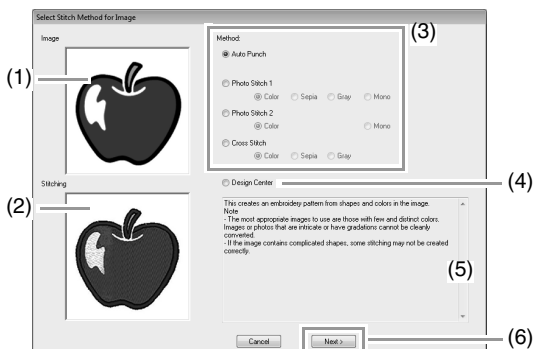 Select Stitch Method for Image
Image
Method:
(3)
Auto Punch
(1)
Photo Stitch 1
Color Sepia Gray Mono
Photo Stitch 2
Color Mono
Cross Stitch
Color Sepia Gray
Stitching
Design Center
(4)
(2)
This creates an embroidery pattern from shapes and colors in the image.
Note
- The most appropriate images to use are those with few and distinct colors.
Images or photos that are intricate or have gradations cannot be cleanly
converted.
- If the image contains complicated shapes, some stitching may not be created
correctly.
(5)
Cancel
Next >
(6)